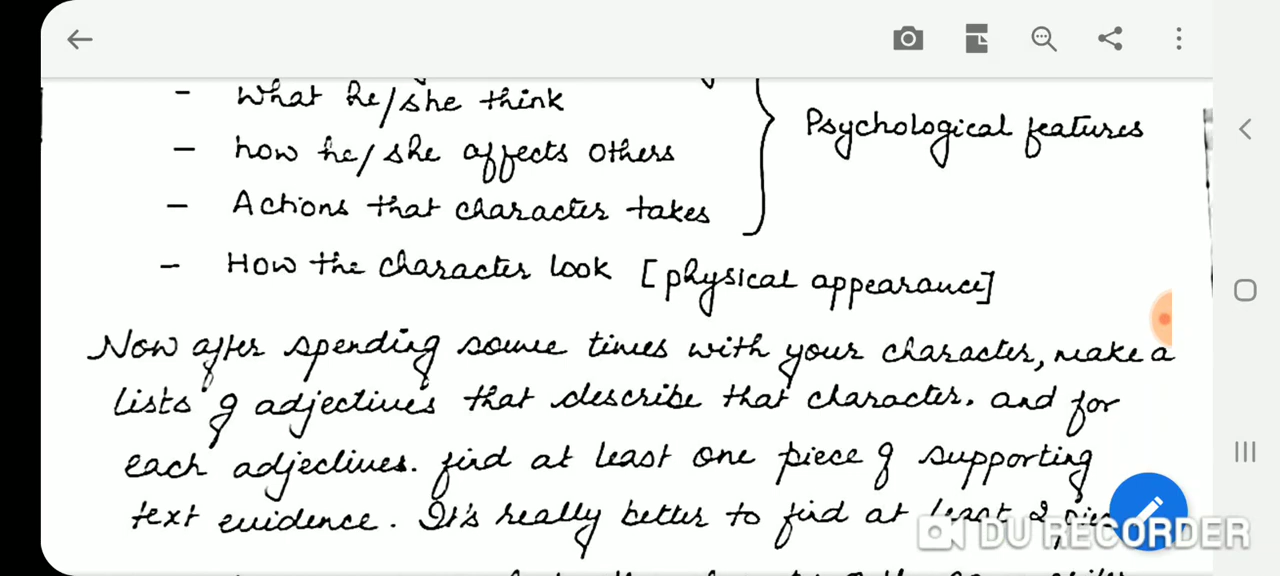 - What he/she think
- how he/she affects others
- Actions that character takes
Psychological features
- How the character look [physical appearance]
Now after spending some times with your character, make a
lists of adjectives that describe that character. and for
each adjectives. find at least one piece of supporting
text evidence. It's really better to find at least 2
DU RECORDER